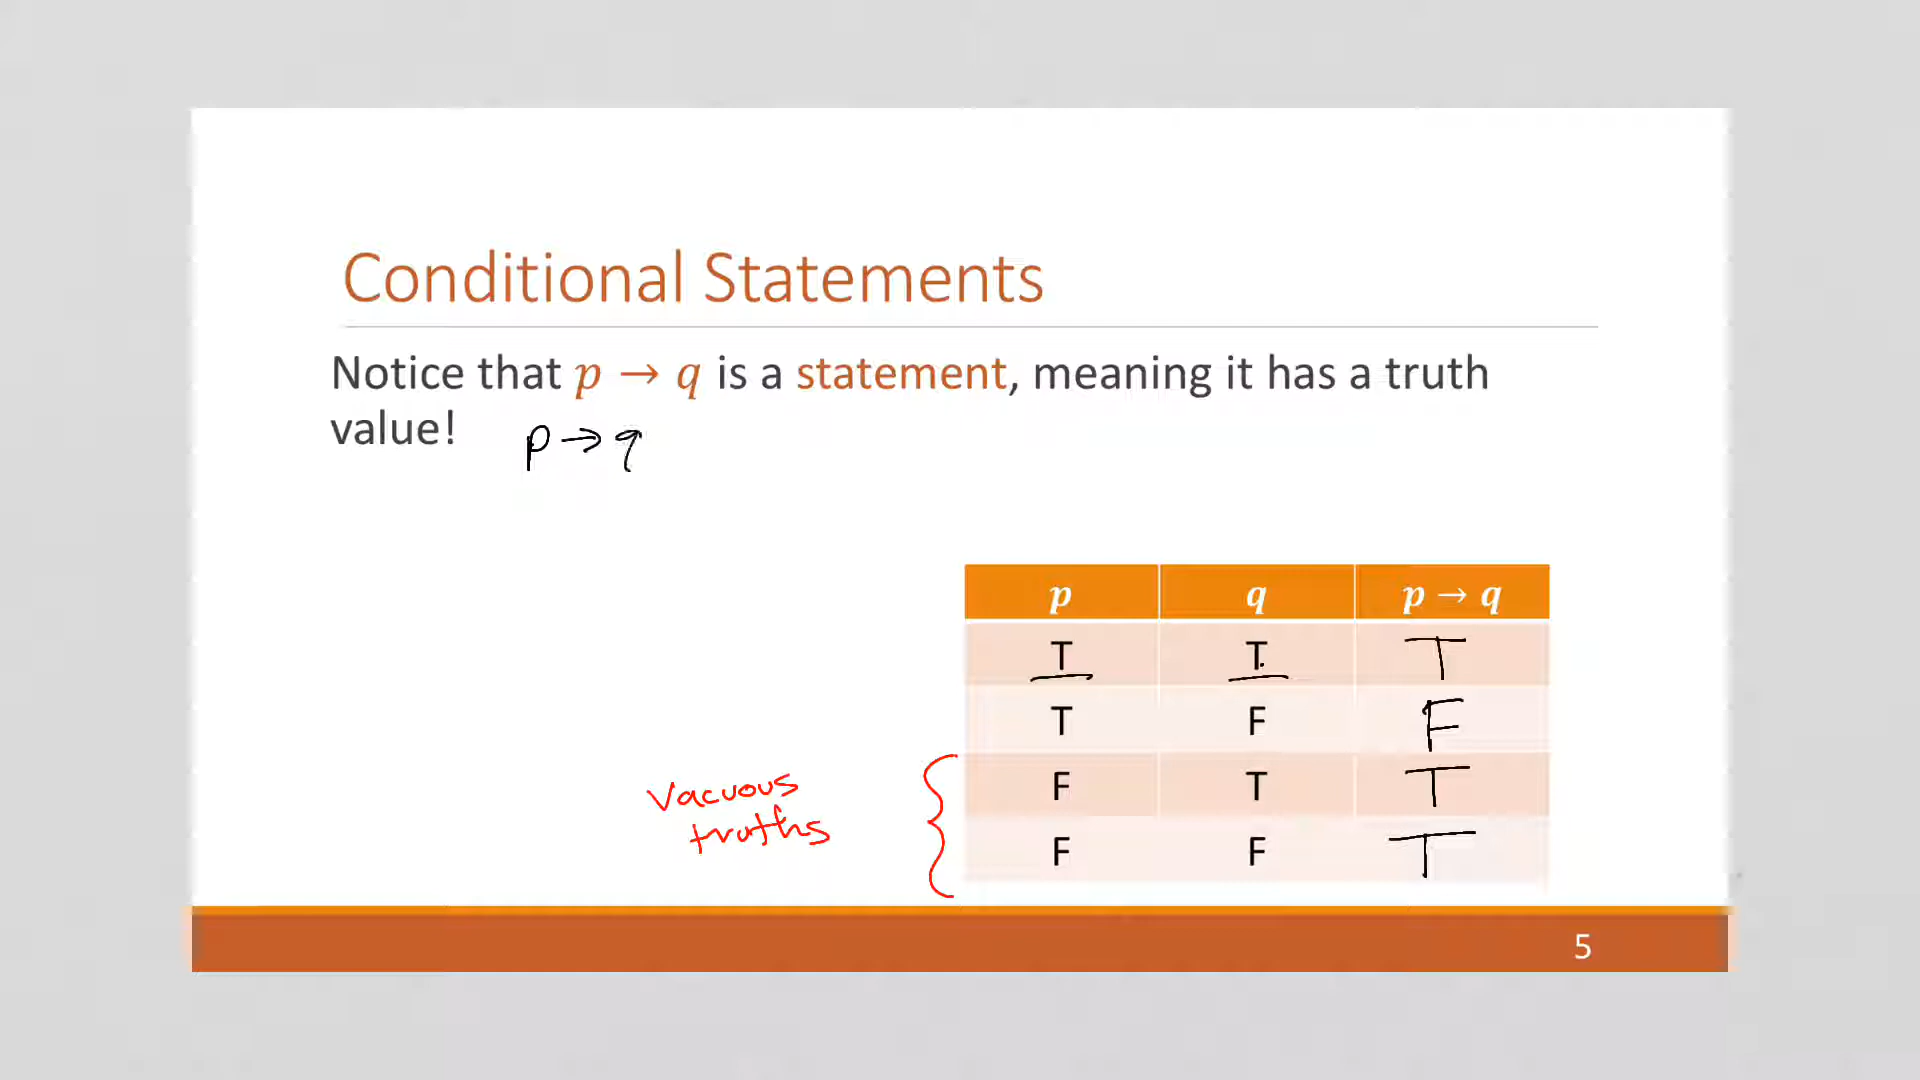 Conditional Statements
Notice that p → q is a statement, meaning it has a truth
value!
p → q
p q p → q
T T T
T F F
F T T
F F T
Vacuous
truths
5